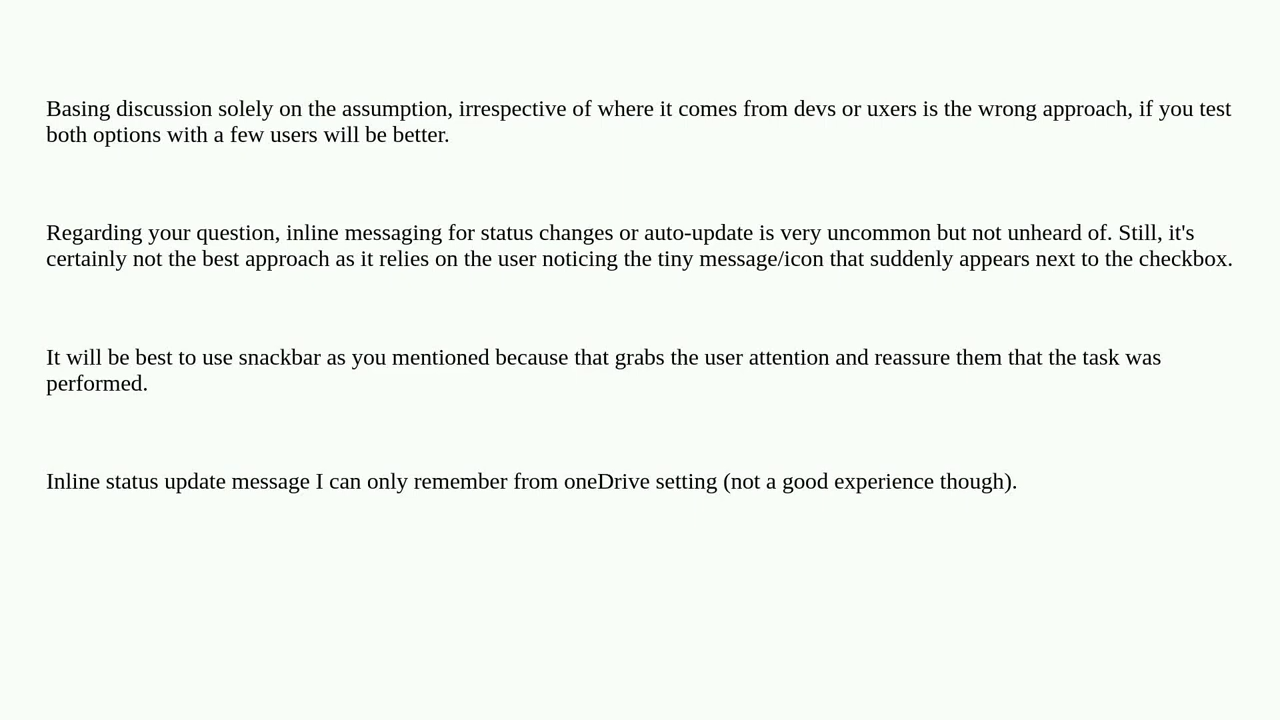 Basing discussion solely on the assumption, irrespective of where it comes from devs or uxers is the wrong approach, if you test
both options with a few users will be better.
Regarding your question, inline messaging for status changes or auto-update is very uncommon but not unheard of. Still, it's
certainly not the best approach as it relies on the user noticing the tiny message/icon that suddenly appears next to the checkbox.
It will be best to use snackbar as you mentioned because that grabs the user attention and reassure them that the task was
performed.
Inline status update message I can only remember from oneDrive setting (not a good experience though).